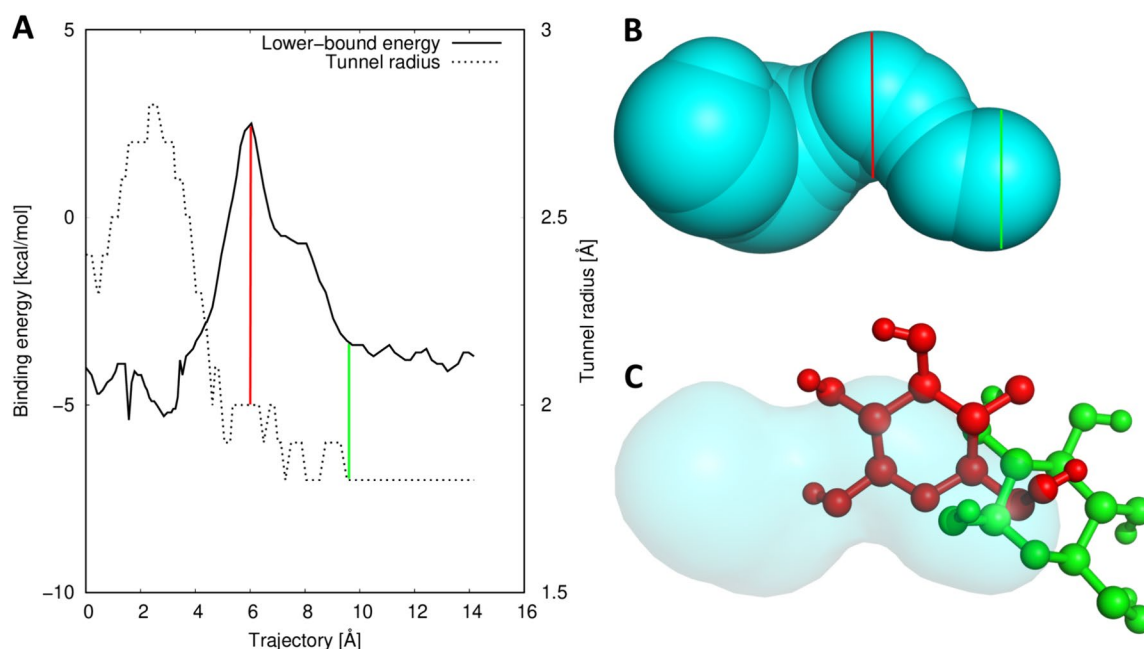 A
Lower−bound energy
Tunnel radius
Binding energy [kcal/mol]
5
0
−5
−10
0
2
4
6
8
10
12
14
16
Trajectory [Å]
3
2.5
2
1.5
Tunnel radius [Å]
B
C